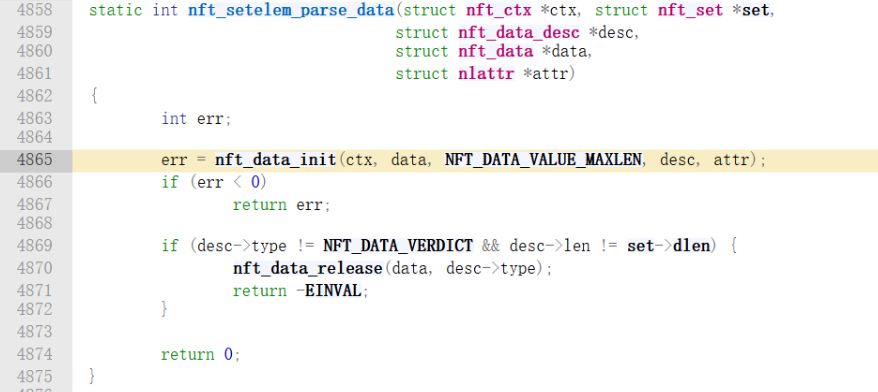 4858 static int nft_setelem_parse_data(struct nft_ctx *ctx, struct nft_set *set,
4859 struct nft_data_desc *desc,
4860 struct nft_data *data,
4861 struct nlattr *attr)
4862 {
4863 int err;
4864
4865 err = nft_data_init(ctx, data, NFT_DATA_VALUE_MAXLEN, desc, attr);
4866 if (err < 0)
4867 return err;
4868
4869 if (desc->type != NFT_DATA_VERDICT && desc->len != set->dlen) {
4870 nft_data_release(data, desc->type);
4871 return -EINVAL;
4872 }
4873
4874 return 0;
4875 }